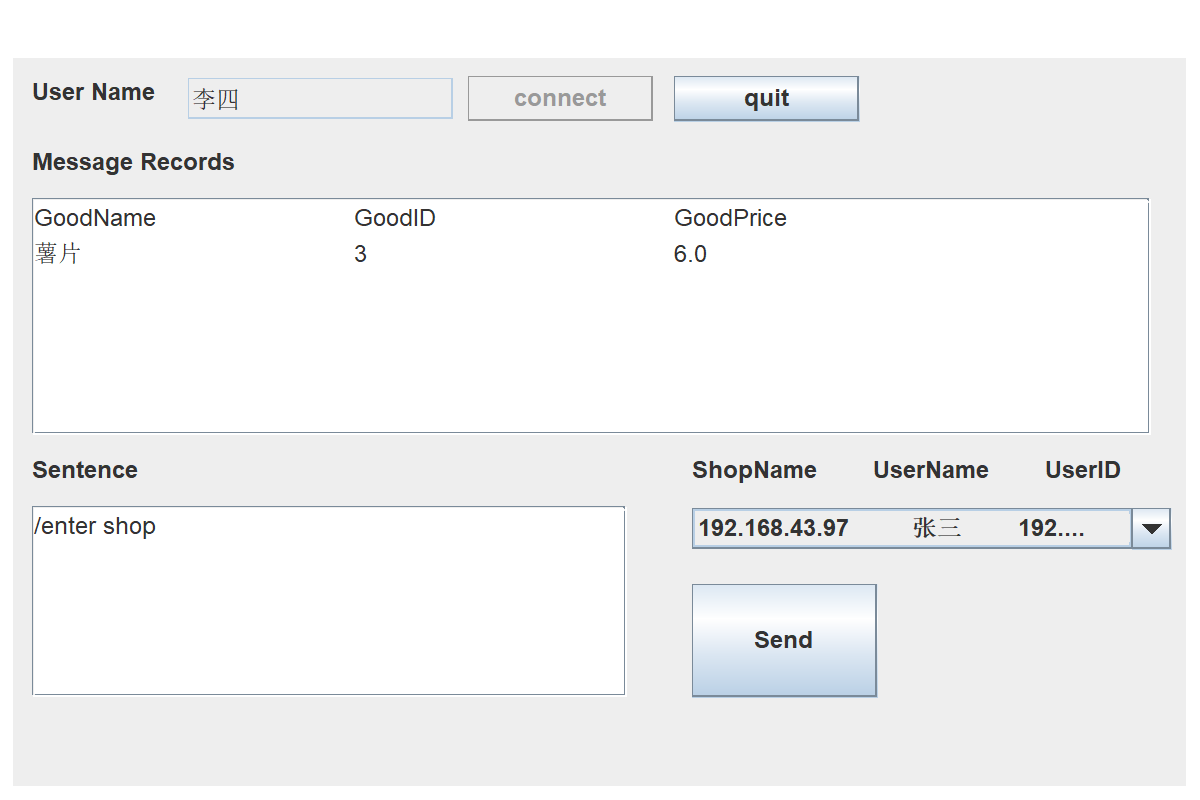 User Name 李四 connect quit
Message Records
GoodName GoodID GoodPrice
薯片 3 6.0
Sentence ShopName UserName UserID
/enter shop 192.168.43.97 张三 192....
Send